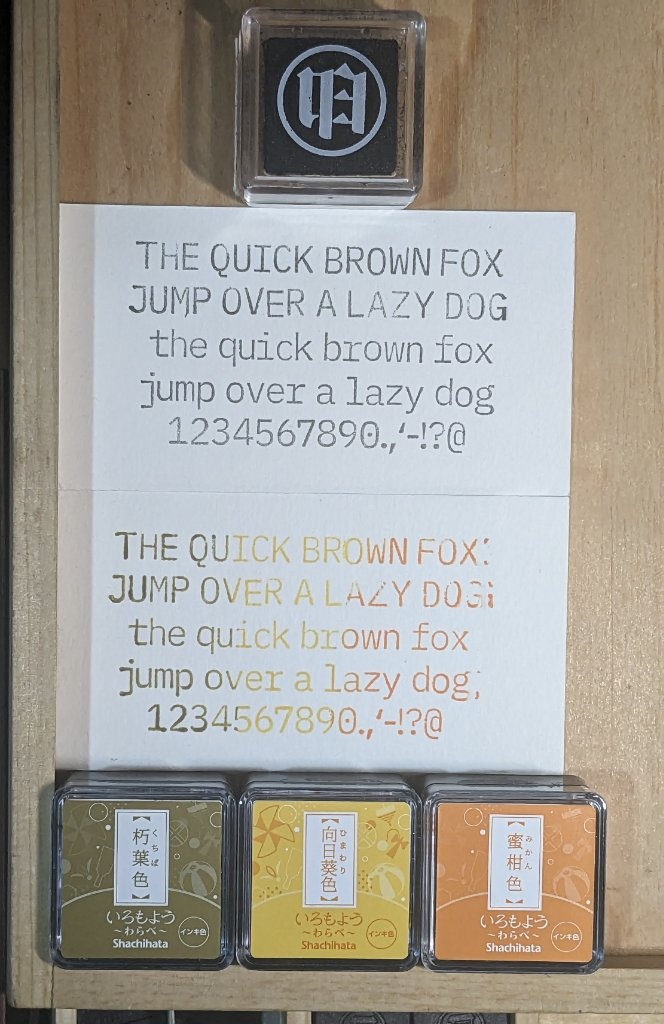 THE QUICK BROWN FOX
JUMP OVER A LAZY DOG
the quick brown fox
jump over a lazy dog
1234567890.,‘-!?@
THE QUICK BROWN FOX:
JUMP OVER A LAZY DOG;
the quick brown fox
jump over a lazy dog;
1234567890.,‘-!?@
【朽葉色】
くちば
いろもよう
～わらべ～
インキ色
Shachihata
【向日葵色】
ひまわり
いろもよう
～わらべ～
インキ色
Shachihata
【蜜柑色】
みかん
いろもよう
～わらべ～
インキ色
Shachihata